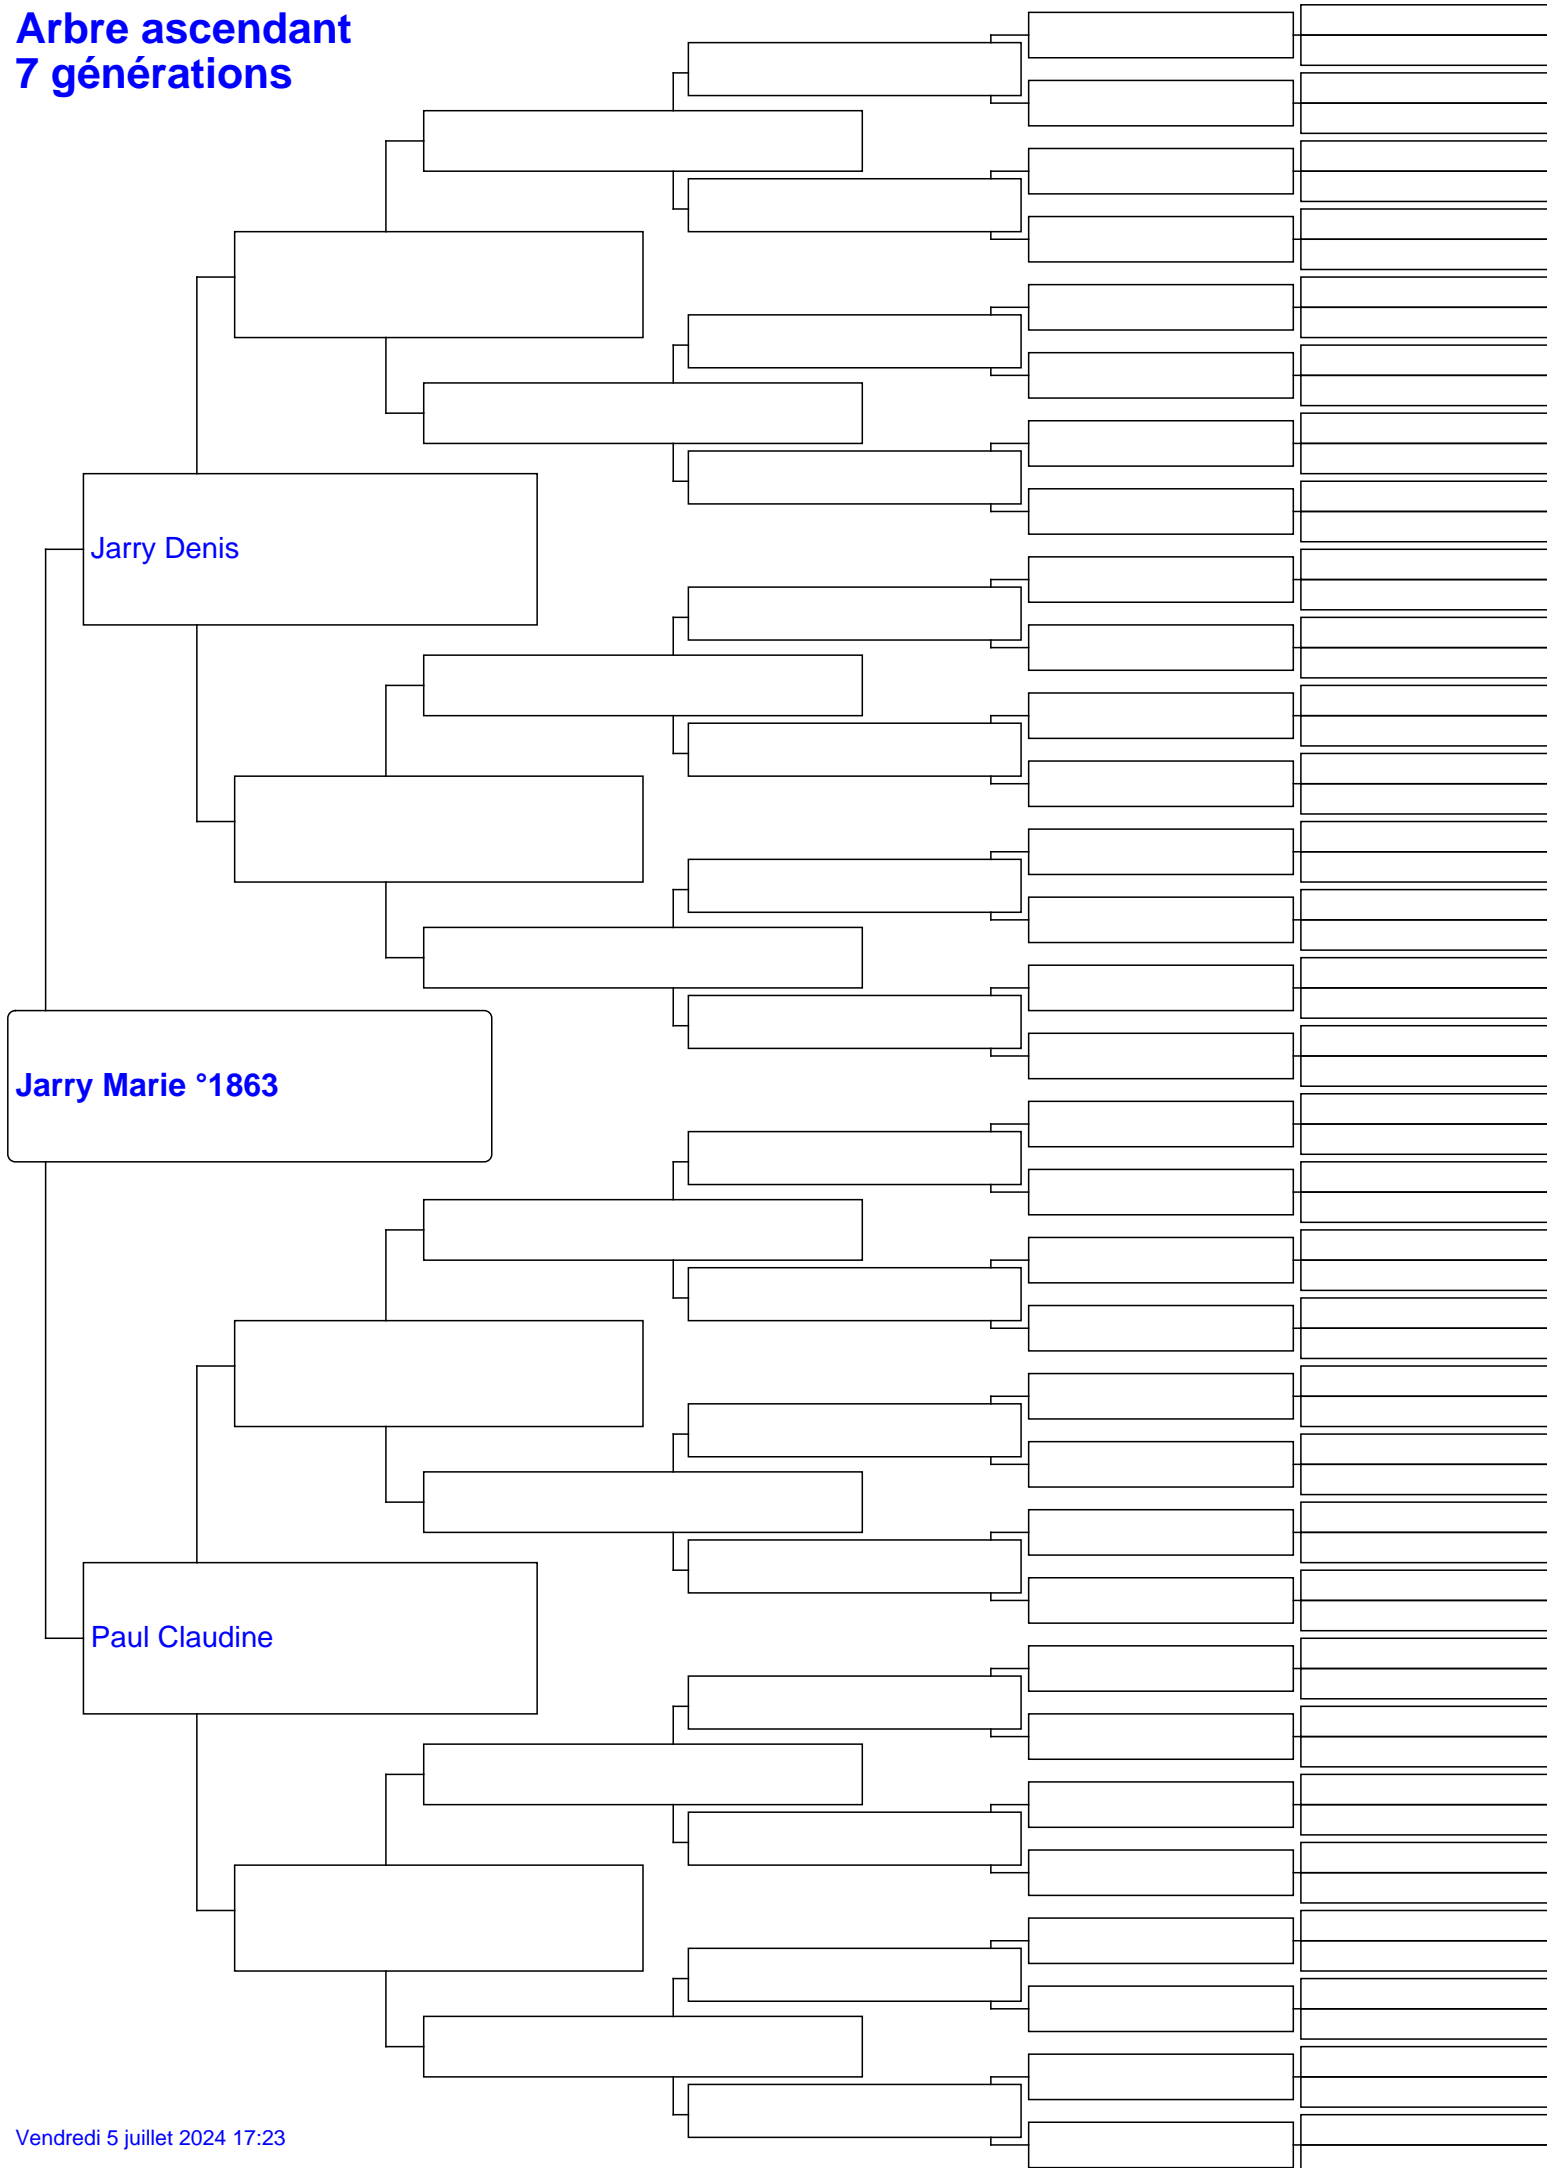 Arbre ascendant
7 générations
Jarry Denis
Jarry Marie °1863
Paul Claudine
Vendredi 5 juillet 2024 17:23